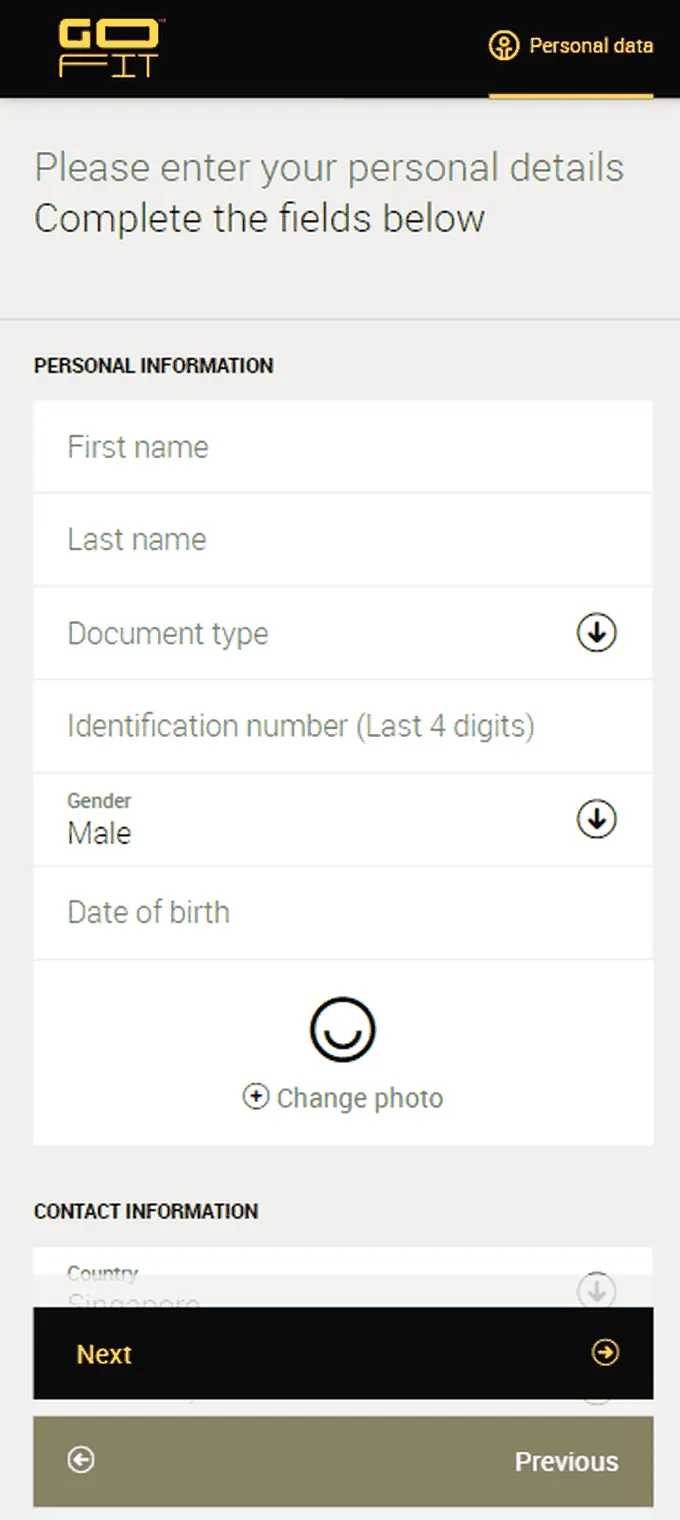 GO
FIT
Personal data
Please enter your personal details
Complete the fields below
PERSONAL INFORMATION
First name
Last name
Document type
Identification number (Last 4 digits)
Gender
Male
Date of birth
Change photo
CONTACT INFORMATION
Country
Singapore
Next
Previous